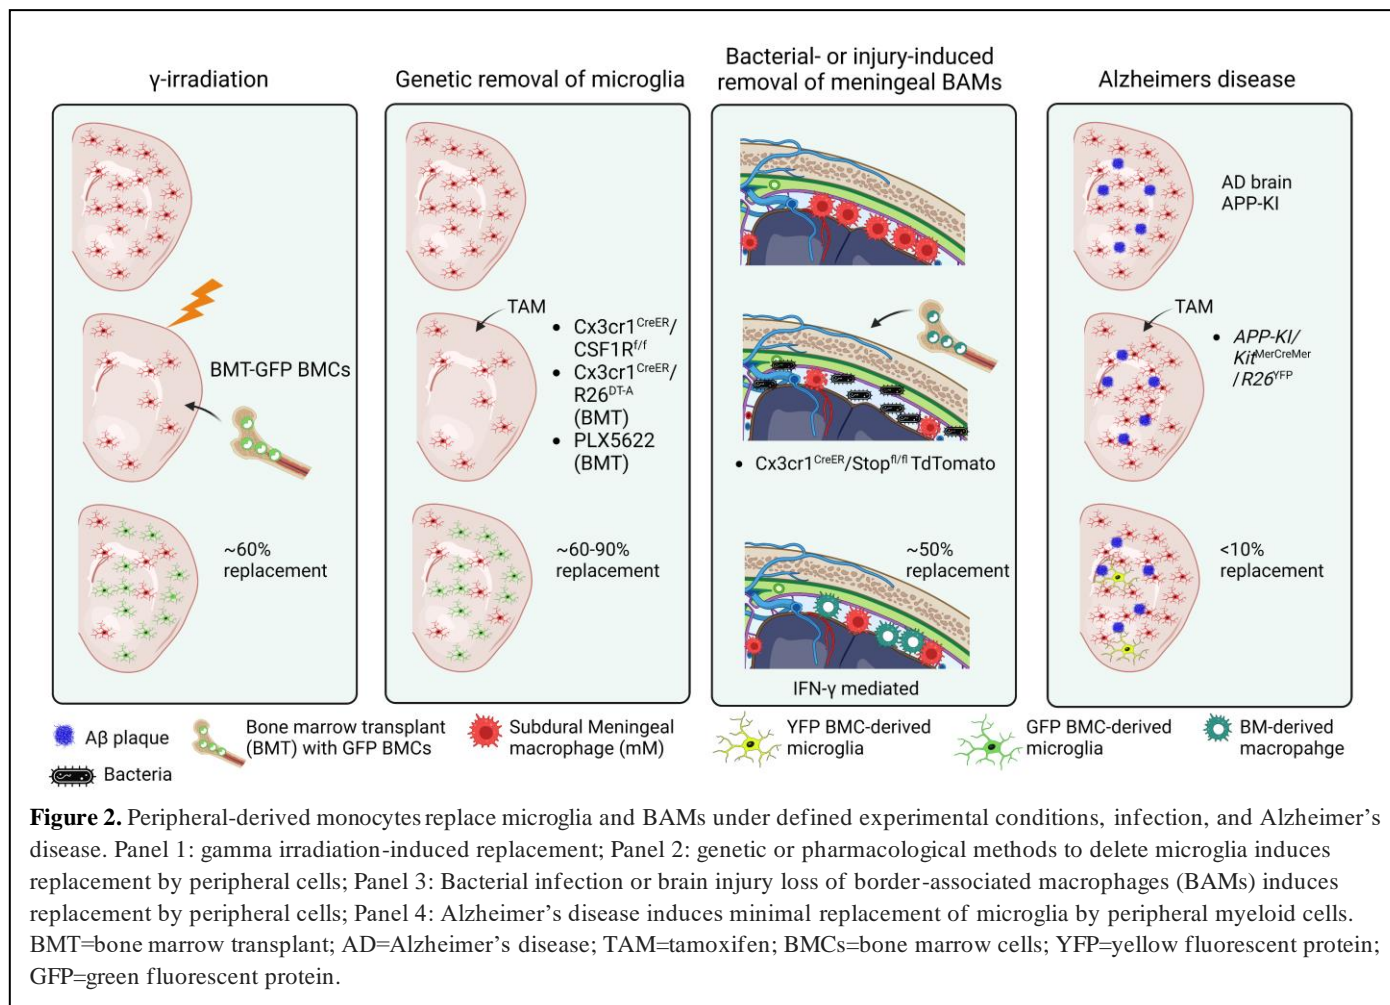 γ-irradiation
Genetic removal of microglia
Bacterial- or injury-induced
removal of meningeal BAMs
Alzheimers disease
BMT-GFP BMCs
~60%
replacement
TAM
• Cx3cr1CreER/
CSF1Rf/f
• Cx3cr1CreER/
R26DT-A
(BMT)
• PLX5622
(BMT)
~60-90%
replacement
• Cx3cr1CreER/Stopfl/fl TdTomato
~50%
replacement
IFN-γ mediated
AD brain
APP-KI
TAM
• APP-KI/
KitMerCreMer
/R26YFP
<10%
replacement
Aβ plaque
Bone marrow transplant
(BMT) with GFP BMCs
Subdural Meningeal
macrophage (mM)
YFP BMC-derived
microglia
GFP BMC-derived
microglia
BM-derived
macropahge
Bacteria
Figure 2. Peripheral-derived monocytes replace microglia and BAMs under defined experimental conditions, infection, and Alzheimer’s
disease. Panel 1: gamma irradiation-induced replacement; Panel 2: genetic or pharmacological methods to delete microglia induces
replacement by peripheral cells; Panel 3: Bacterial infection or brain injury loss of border-associated macrophages (BAMs) induces
replacement by peripheral cells; Panel 4: Alzheimer’s disease induces minimal replacement of microglia by peripheral myeloid cells.
BMT=bone marrow transplant; AD=Alzheimer’s disease; TAM=tamoxifen; BMCs=bone marrow cells; YFP=yellow fluorescent protein;
GFP=green fluorescent protein.